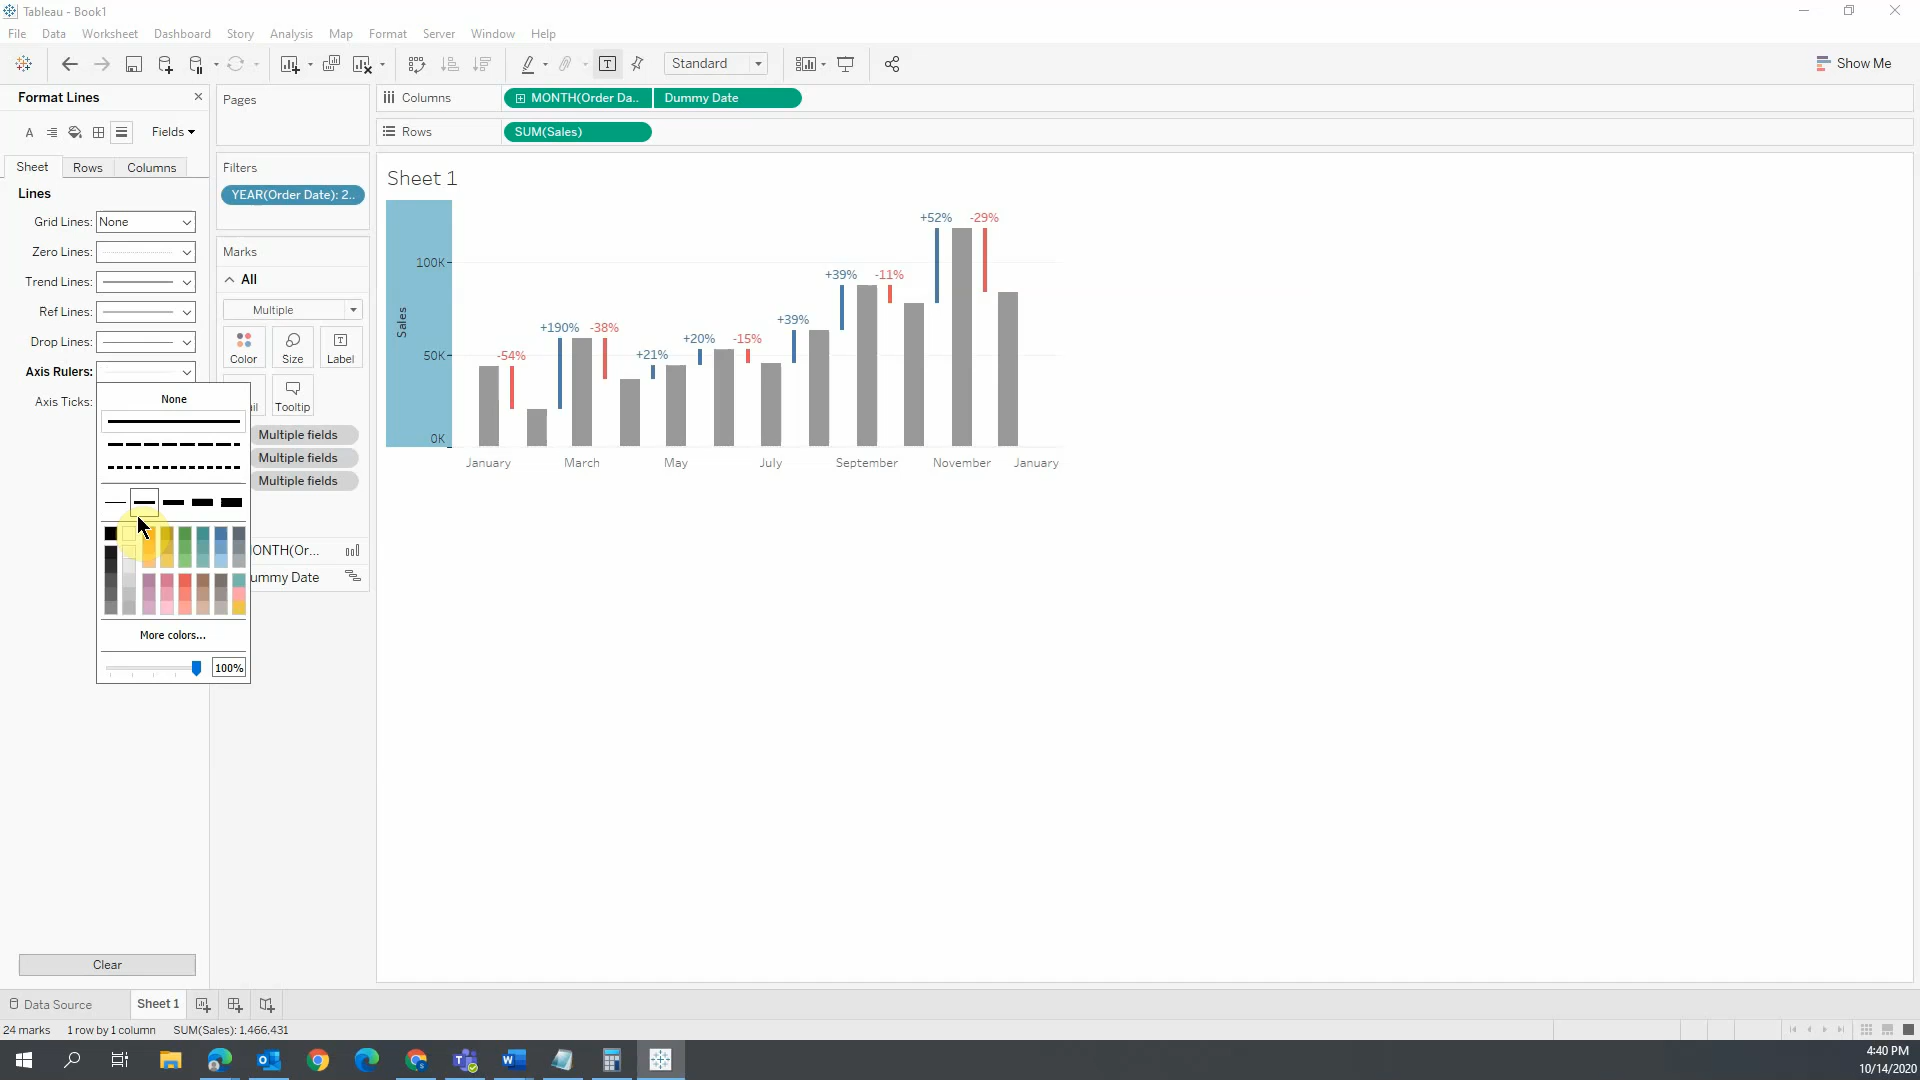 Tableau - Book1
File Data Worksheet Dashboard Story Analysis Map Format Server Window Help
Standard
Show Me
Format Lines
Fields
Sheet Rows Columns
Lines
Grid Lines: None
Zero Lines:
Trend Lines:
Ref Lines:
Drop Lines:
Axis Rulers:
Axis Ticks:
None
More colors...
100%
Clear
Pages
Filters
YEAR(Order Date): 2..
Marks
All
Multiple
Color Size Label
il Tooltip
Multiple fields
Multiple fields
Multiple fields
ONTH(Or...
ummy Date
Columns MONTH(Order Da.. Dummy Date
Rows SUM(Sales)
Sheet 1
+52% -29%
100K
+39% -11%
Sales
+190% -38% +39%
+20% -15%
50K -54% +21%
0K
January March May July September November January
Data Source Sheet 1
24 marks 1 row by 1 column SUM(Sales): 1,466,431
4:40 PM
10/14/2020